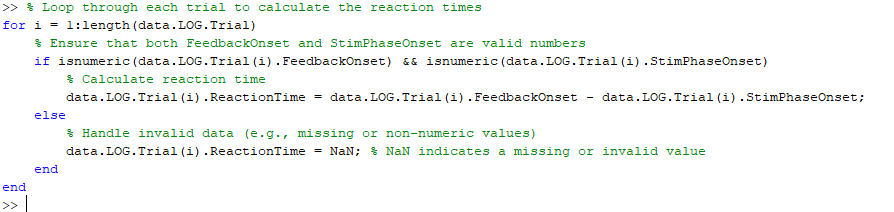 >> % Loop through each trial to calculate the reaction times
for i = 1:length(data.LOG.Trial)
    % Ensure that both FeedbackOnset and StimPhaseOnset are valid numbers
    if isnumeric(data.LOG.Trial(i).FeedbackOnset) && isnumeric(data.LOG.Trial(i).StimPhaseOnset)
        % Calculate reaction time
        data.LOG.Trial(i).ReactionTime = data.LOG.Trial(i).FeedbackOnset - data.LOG.Trial(i).StimPhaseOnset;
    else
        % Handle invalid data (e.g., missing or non-numeric values)
        data.LOG.Trial(i).ReactionTime = NaN; % NaN indicates a missing or invalid value
    end
end
>>